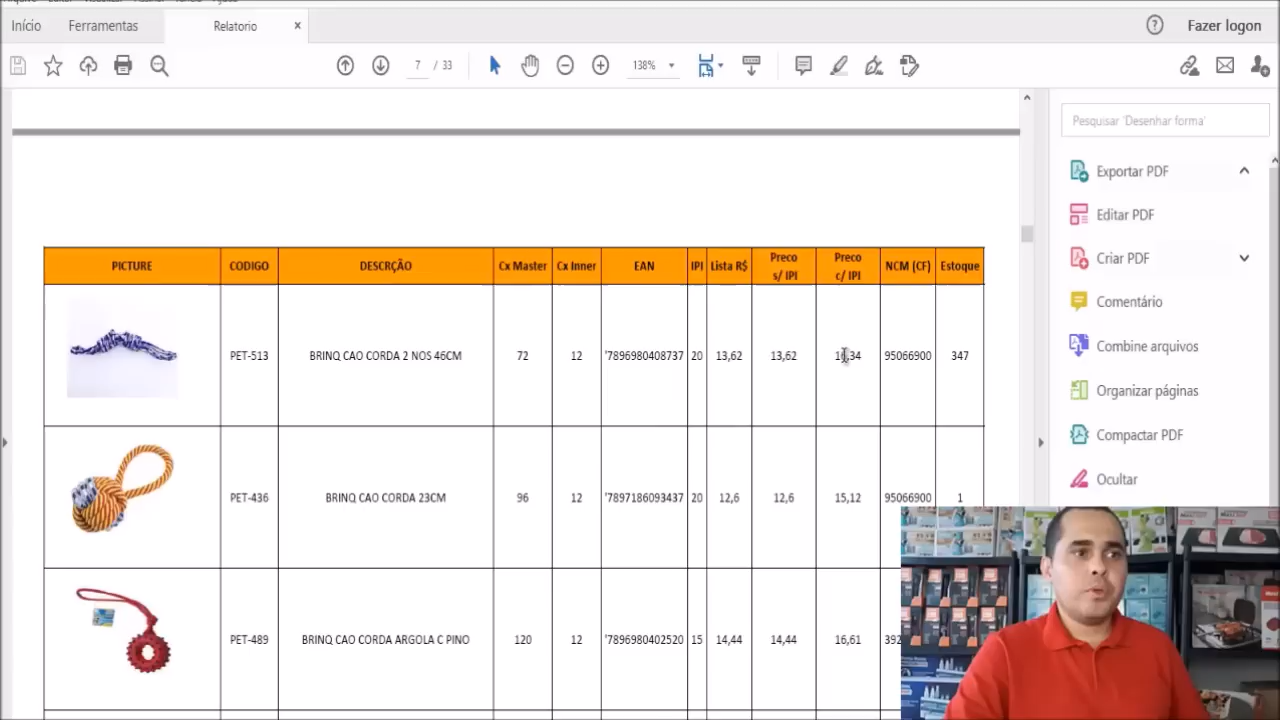 Início Ferramentas Relatorio × ? Fazer logon
7 / 33 138%
Pesquisar 'Desenhar forma'
Exportar PDF
Editar PDF
Criar PDF
Comentário
Combine arquivos
Organizar páginas
Compactar PDF
Ocultar
PICTURE CODIGO DESCRÇÃO Cx Master Cx Inner EAN IPI Lista R$ Preco s/ IPI Preco c/ IPI NCM (CF) Estoque
PET-513 BRINQ CAO CORDA 2 NOS 46CM 72 12 '7896980408737 20 13,62 13,62 95066900 347
PET-436 BRINQ CAO CORDA 23CM 96 12 '7897186093437 20 12,6 12,6 15,12 95066900 1
PET-489 BRINQ CAO CORDA ARGOLA C PINO 120 12 '7896980402520 15 14,44 14,44 16,61